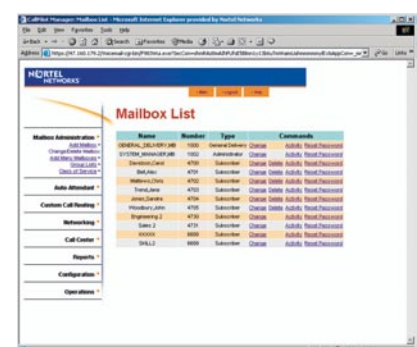 CallPilot Manager: Mailbox List - Microsoft Internet Explorer provided by Nortel Networks
File Edit View Favorites Tools Help
Back Search Favorites Media
Address Links
NORTEL
NETWORKS
Logout Help
Mailbox List
Mailbox Administration
Add Mailbox
Change/Delete Mailbox
Add Many Mailboxes
Group Lists
Class of Service
Auto Attendant
Custom Call Routing
Networking
Call Center
Reports
Configuration
Operations
Name Number Type Commands
GENERAL_DELIVERY_MB 1000 General Delivery Change Activity Reset Password
SYSTEM_MANAGER_MB 1002 Administrator Change Activity Reset Password
Davidson,Carol 4700 Subscriber Change Delete Activity Reset Password
Bell,Alex 4701 Subscriber Change Delete Activity Reset Password
Matthews,Chris 4702 Subscriber Change Delete Activity Reset Password
Trend,Jane 4703 Subscriber Change Delete Activity Reset Password
Jones,Sandra 4704 Subscriber Change Delete Activity Reset Password
Woodbury,John 4705 Subscriber Change Delete Activity Reset Password
Engineering 2 4730 Subscriber Change Delete Activity Reset Password
Sales 2 4731 Subscriber Change Delete Activity Reset Password
Subscriber Change Delete Activity Reset Password
SKILL2 Subscriber Change Delete Activity Reset Password